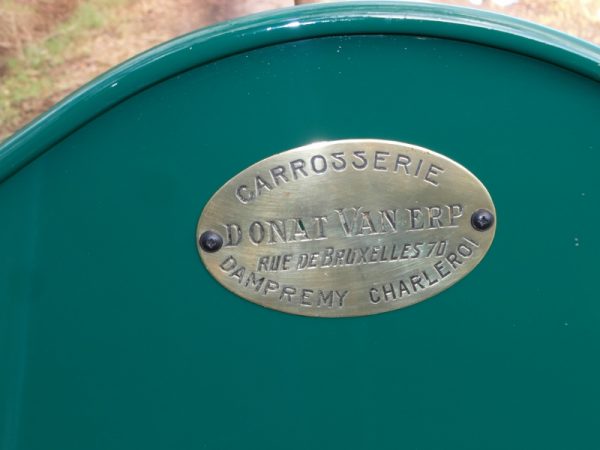 CARROSSERIE
DONAT VAN ERP
RUE DE BRUXELLES 70
DAMPREMY CHARLEROI